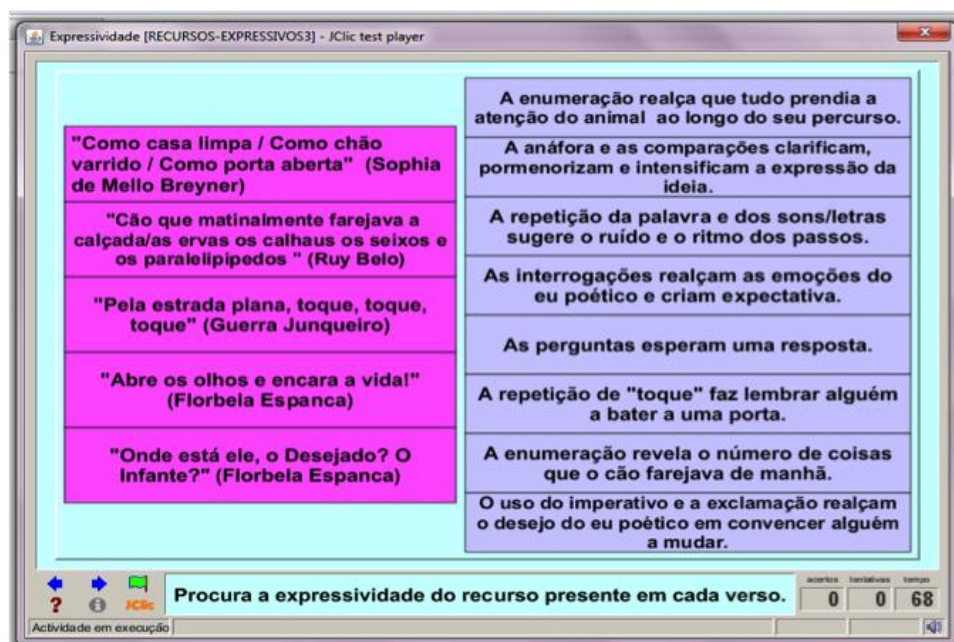 Expressividade [RECURSOS-EXPRESSIVOS3] - JClic test player
"Como casa limpa / Como chão
varrido / Como porta aberta" (Sophia
de Mello Breyner)
"Cão que matinalmente farejava a
calçada/as ervas os calhaus os seixos e
os paralelipipedos " (Ruy Belo)
"Pela estrada plana, toque, toque,
toque" (Guerra Junqueiro)
"Abre os olhos e encara a vida!"
(Florbela Espanca)
"Onde está ele, o Desejado? O
Infante?" (Florbela Espanca)
A enumeração realça que tudo prendia a
atenção do animal ao longo do seu percurso.
A anáfora e as comparações clarificam,
pormenorizam e intensificam a expressão da
ideia.
A repetição da palavra e dos sons/letras
sugere o ruído e o ritmo dos passos.
As interrogações realçam as emoções do
eu poético e criam expectativa.
As perguntas esperam uma resposta.
A repetição de "toque" faz lembrar alguém
a bater a uma porta.
A enumeração revela o número de coisas
que o cão farejava de manhã.
O uso do imperativo e a exclamação realçam
o desejo do eu poético em convencer alguém
a mudar.
? i JClic
Procura a expressividade do recurso presente em cada verso.
acertos tentativas tempo
0 0 68
Actividade em execução